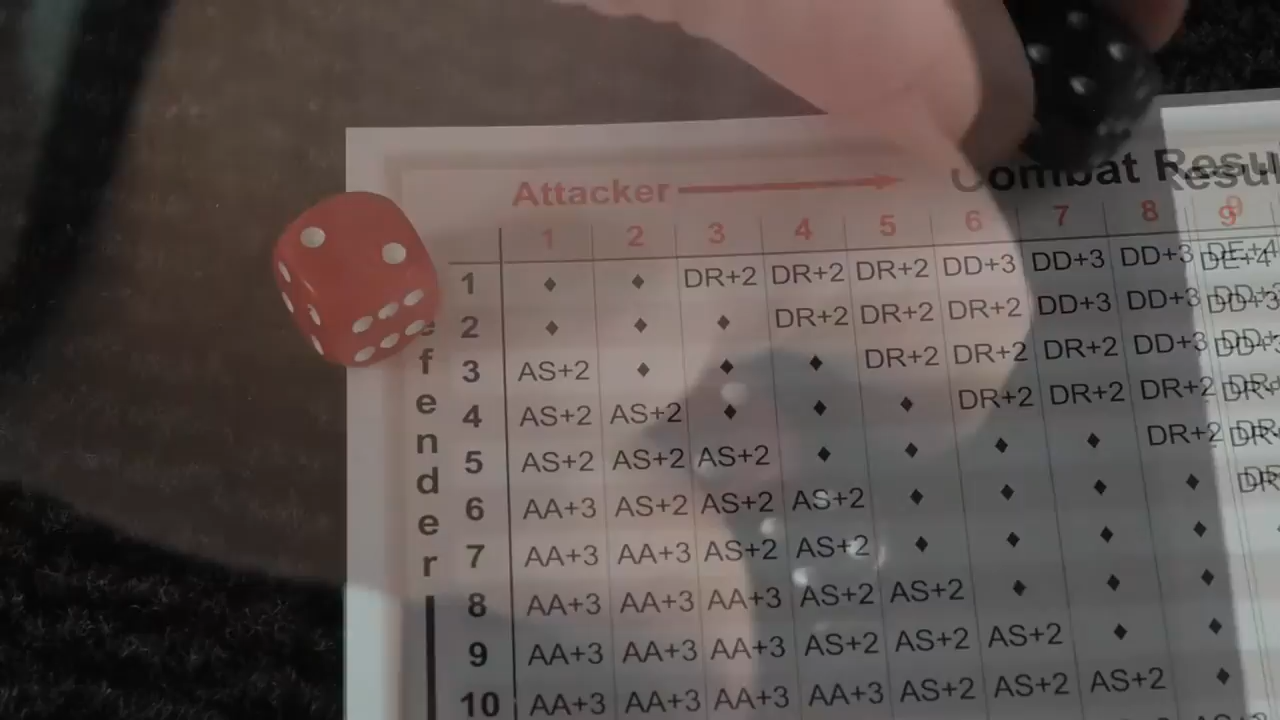 Combat Resul
Attacker
1 2 3 4 5 6 7 8 9
1 ♦ ♦ DR+2 DR+2 DR+2 DD+3 DD+3 DD+3 DE+4
2 ♦ ♦ ♦ DR+2 DR+2 DR+2 DD+3 DD+3 DD+3
3 AS+2 ♦ ♦ ♦ DR+2 DR+2 DR+2 DD+3
4 AS+2 AS+2 ♦ ♦ ♦ DR+2 DR+2 DR+2
5 AS+2 AS+2 AS+2 ♦ ♦ ♦ ♦ DR+2
6 AA+3 AS+2 AS+2 AS+2 ♦ ♦ ♦ ♦
7 AA+3 AA+3 AS+2 AS+2 ♦ ♦ ♦ ♦
8 AA+3 AA+3 AA+3 AS+2 AS+2 ♦ ♦ ♦
9 AA+3 AA+3 AA+3 AS+2 AS+2 AS+2 ♦ ♦
10 AA+3 AA+3 AA+3 AA+3 AS+2 AS+2 AS+2 ♦
efender